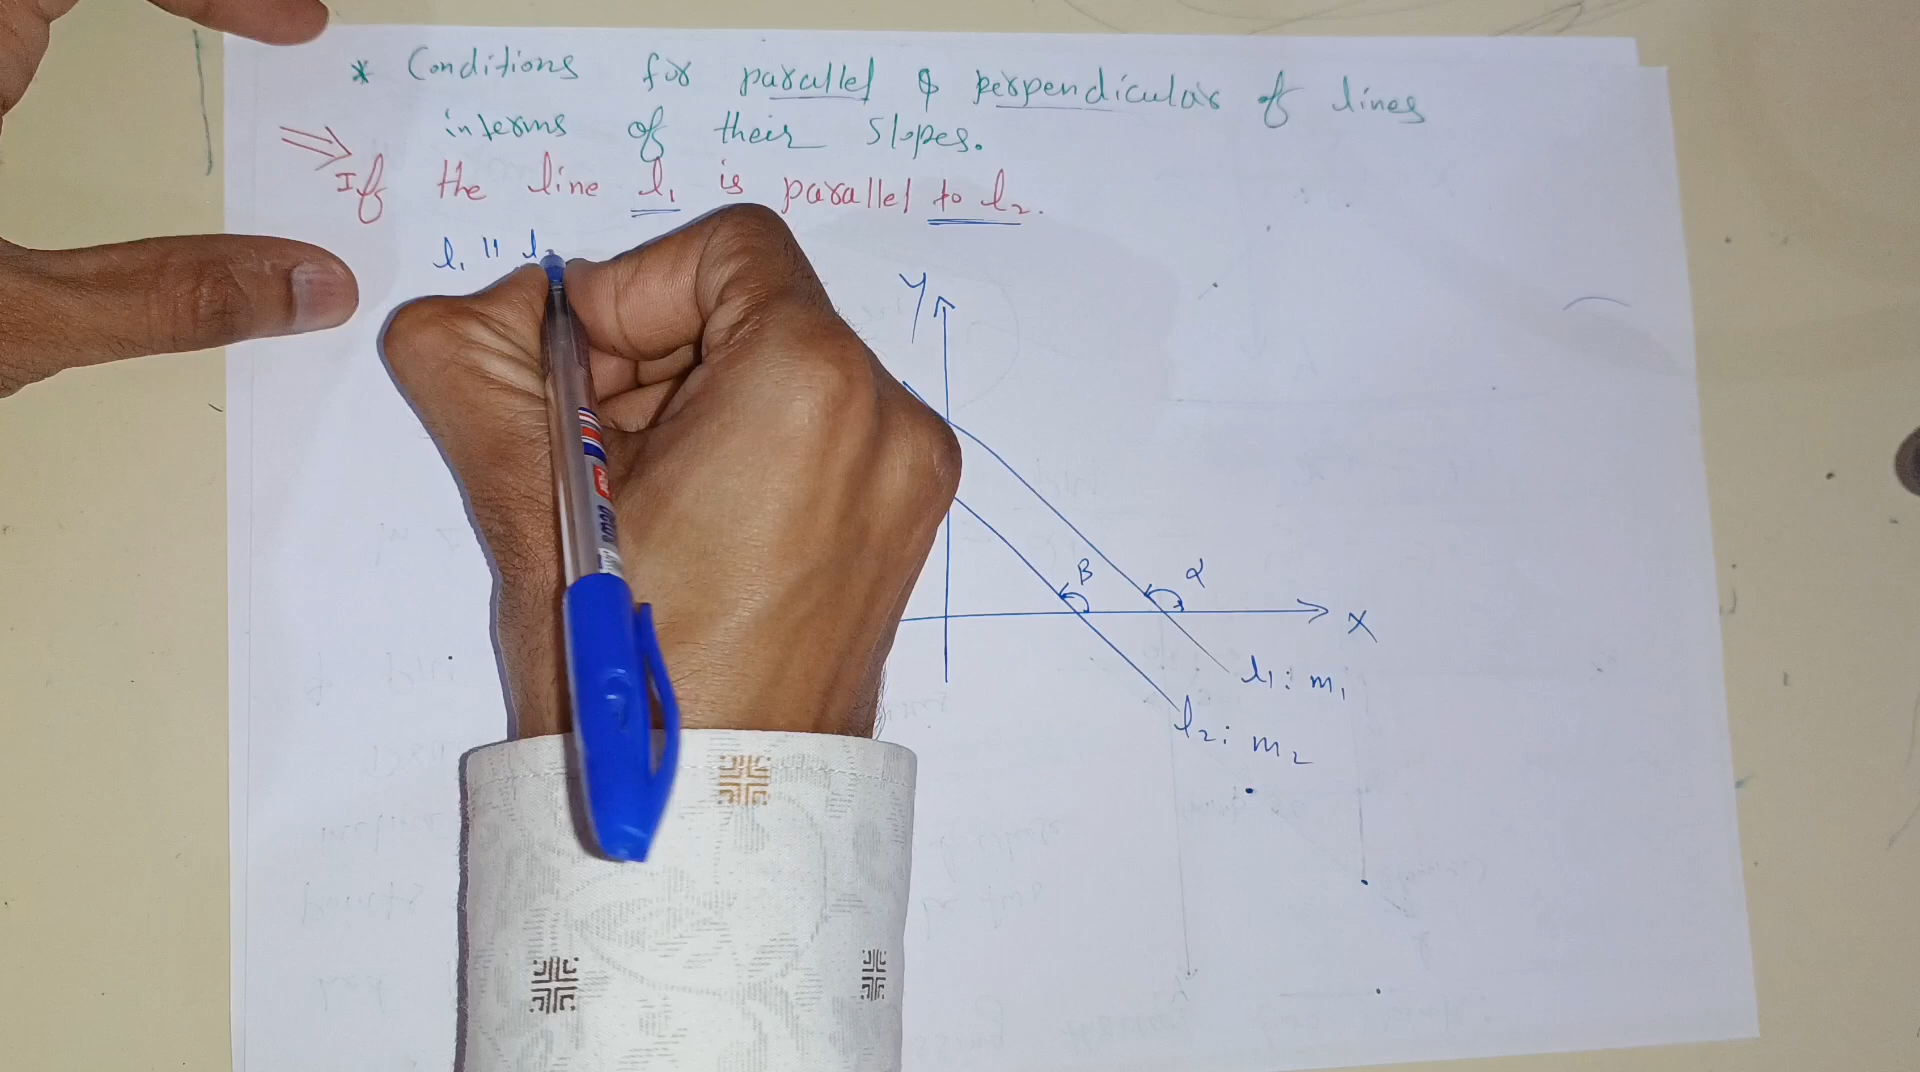 * Conditions for parallel & perpendicular of lines
interms of their slopes.
⇒ If the line l₁ is parallel to l₂.
l₁ || l
Y
B α
X
l₁: m₁
l₂: m₂